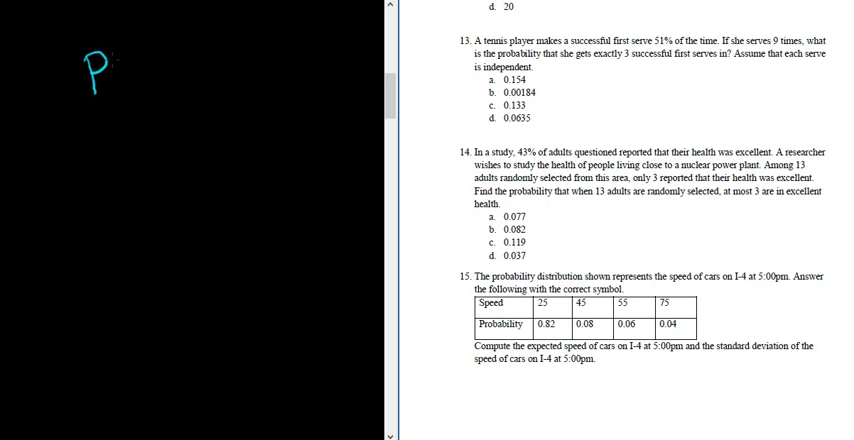 P
d. 20
13. A tennis player makes a successful first serve 51% of the time. If she serves 9 times, what
is the probability that she gets exactly 3 successful first serves in? Assume that each serve
is independent.
a. 0.154
b. 0.00184
c. 0.133
d. 0.0635
14. In a study, 43% of adults questioned reported that their health was excellent. A researcher
wishes to study the health of people living close to a nuclear power plant. Among 13
adults randomly selected from this area, only 3 reported that their health was excellent.
Find the probability that when 13 adults are randomly selected, at most 3 are in excellent
health.
a. 0.077
b. 0.082
c. 0.119
d. 0.037
15. The probability distribution shown represents the speed of cars on I-4 at 5:00pm. Answer
the following with the correct symbol.
Speed 25 45 55 75
Probability 0.82 0.08 0.06 0.04
Compute the expected speed of cars on I-4 at 5:00pm and the standard deviation of the
speed of cars on I-4 at 5:00pm.